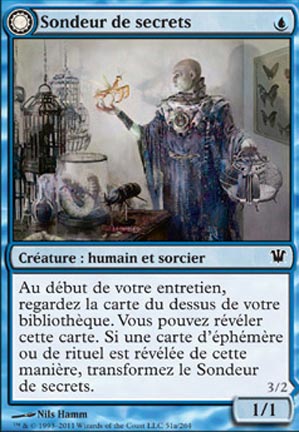 Sondeur de secrets
Créature : humain et sorcier
Au début de votre entretien,
regardez la carte du dessus de votre
bibliothèque. Vous pouvez révéler
cette carte. Si une carte d'éphémère
ou de rituel est révélée de cette
manière, transformez le Sondeur
de secrets.
3/2
Nils Hamm
1/1
™ & © 1993-2011 Wizards of the Coast LLC 51a/264